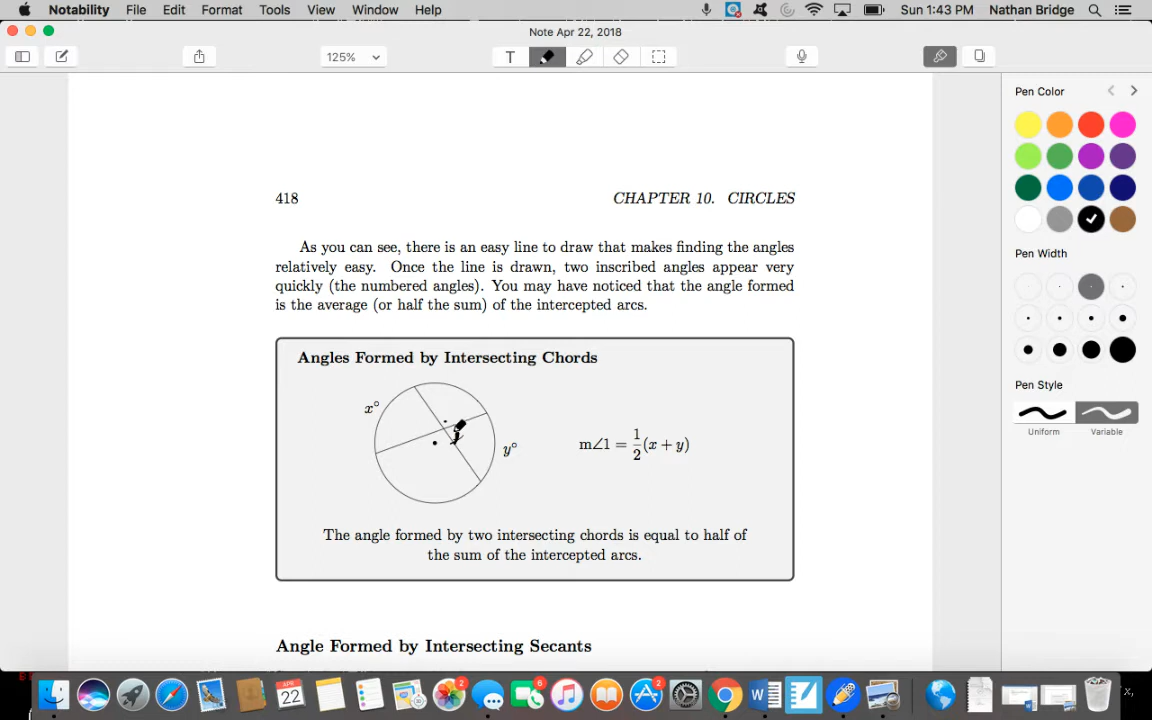 Notability File Edit Format Tools View Window Help Sun 1:43 PM Nathan Bridge
Note Apr 22, 2018
125% T
Pen Color
418 CHAPTER 10. CIRCLES
As you can see, there is an easy line to draw that makes finding the angles
relatively easy. Once the line is drawn, two inscribed angles appear very
quickly (the numbered angles). You may have noticed that the angle formed
is the average (or half the sum) of the intercepted arcs.
Pen Width
Angles Formed by Intersecting Chords
x°
y°
m∠1 = 1/2(x + y)
Pen Style
Uniform Variable
The angle formed by two intersecting chords is equal to half of
the sum of the intercepted arcs.
Angle Formed by Intersecting Secants
APR 22 2 6 2